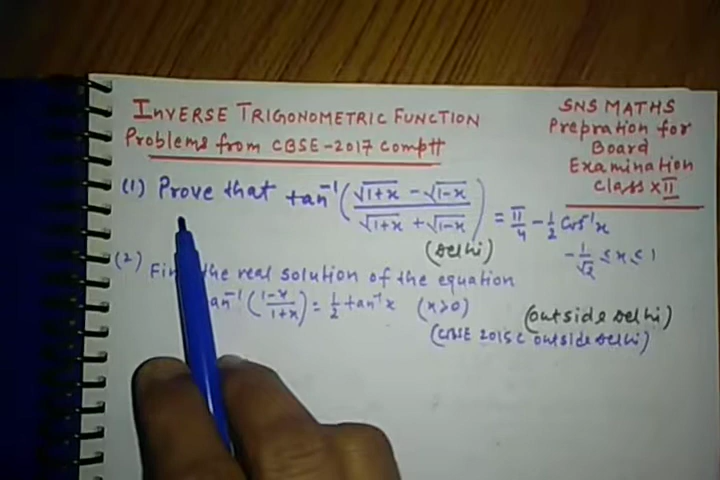 INVERSE TRIGONOMETRIC FUNCTION
Problems from CBSE-2017 Comptt
SNS MATHS
Prepration for
Board
Examination
Class XII
(1) Prove that tan⁻¹ (√1+x - √1-x / √1+x + √1-x) = π/4 - 1/2 Cos⁻¹x
(Delhi)
-1/√2 ≤ x ≤ 1
(2) the real solution of the equation
(1-x / 1+x) = 1/2 tan⁻¹x (x>0)
(outside Delhi)
(CBSE 2015 C outside Delhi)